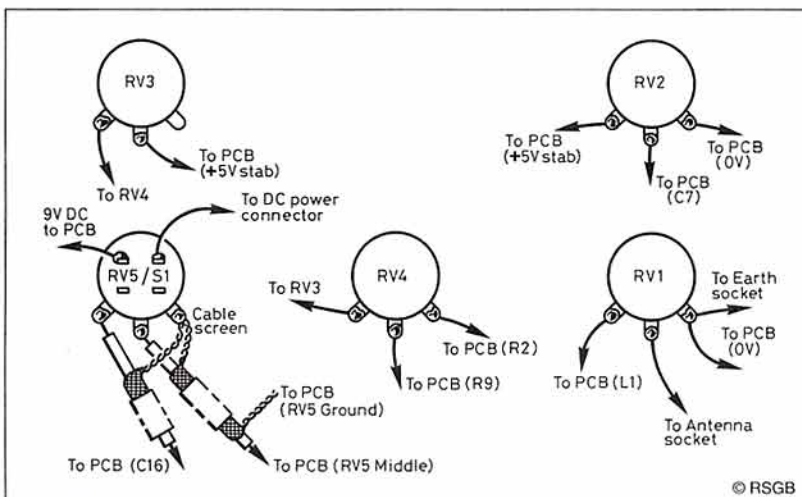 RV3
To PCB
(+5V stab)
To RV4
RV2
To PCB
(+5V stab)
To PCB
(0V)
To PCB
(C7)
9V DC
to PCB
To DC power
connector
RV5/S1
Cable
screen
To PCB
(RV5 Ground)
To PCB (C16)
To PCB (RV5 Middle)
RV4
To RV3
To PCB (R2)
To PCB (R9)
RV1
To Earth
socket
To PCB
(0V)
To PCB (L1)
To Antenna
socket
© RSGB